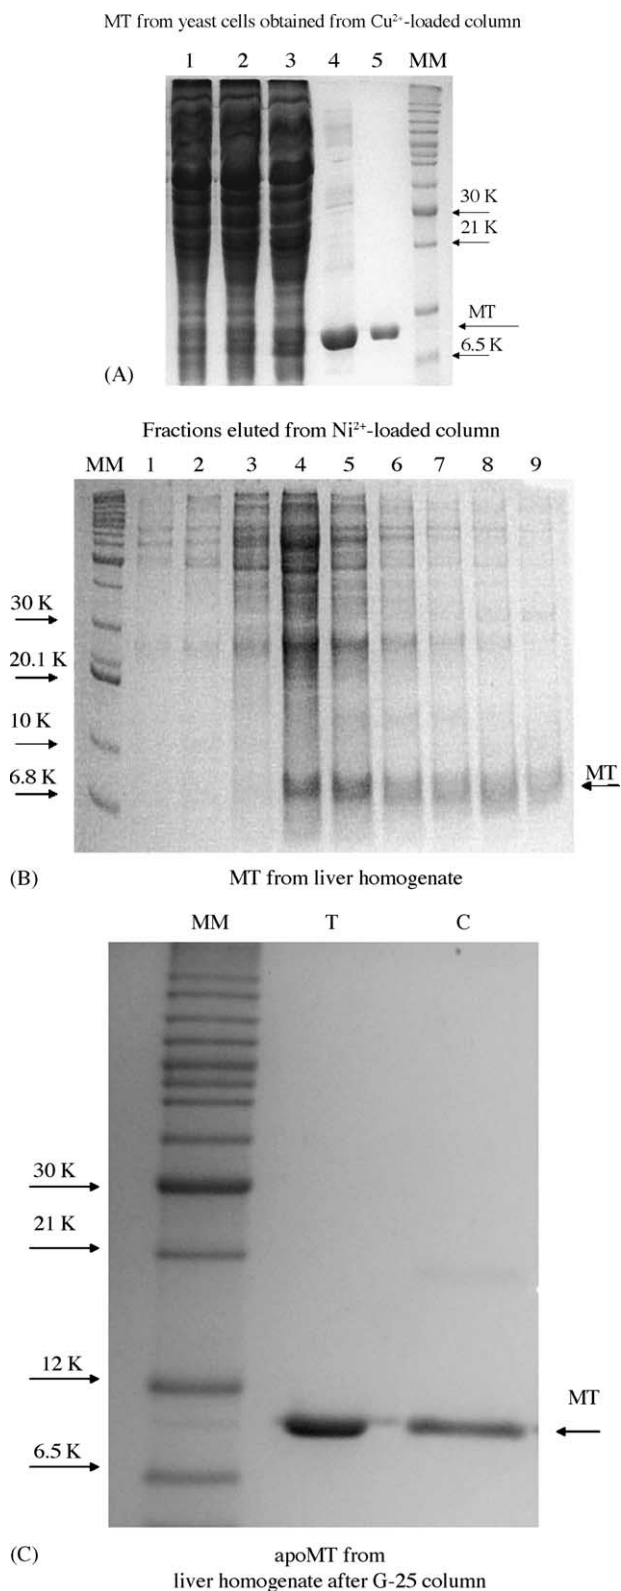 MT from yeast cells obtained from Cu²⁺-loaded column
1 2 3 4 5 MM
30 K
21 K
MT
6.5 K
(A)
Fractions eluted from Ni²⁺-loaded column
MM 1 2 3 4 5 6 7 8 9
30 K
20.1 K
10 K
6.8 K
MT
(B) MT from liver homogenate
MM T C
30 K
21 K
12 K
MT
6.5 K
(C) apoMT from
liver homogenate after G-25 column